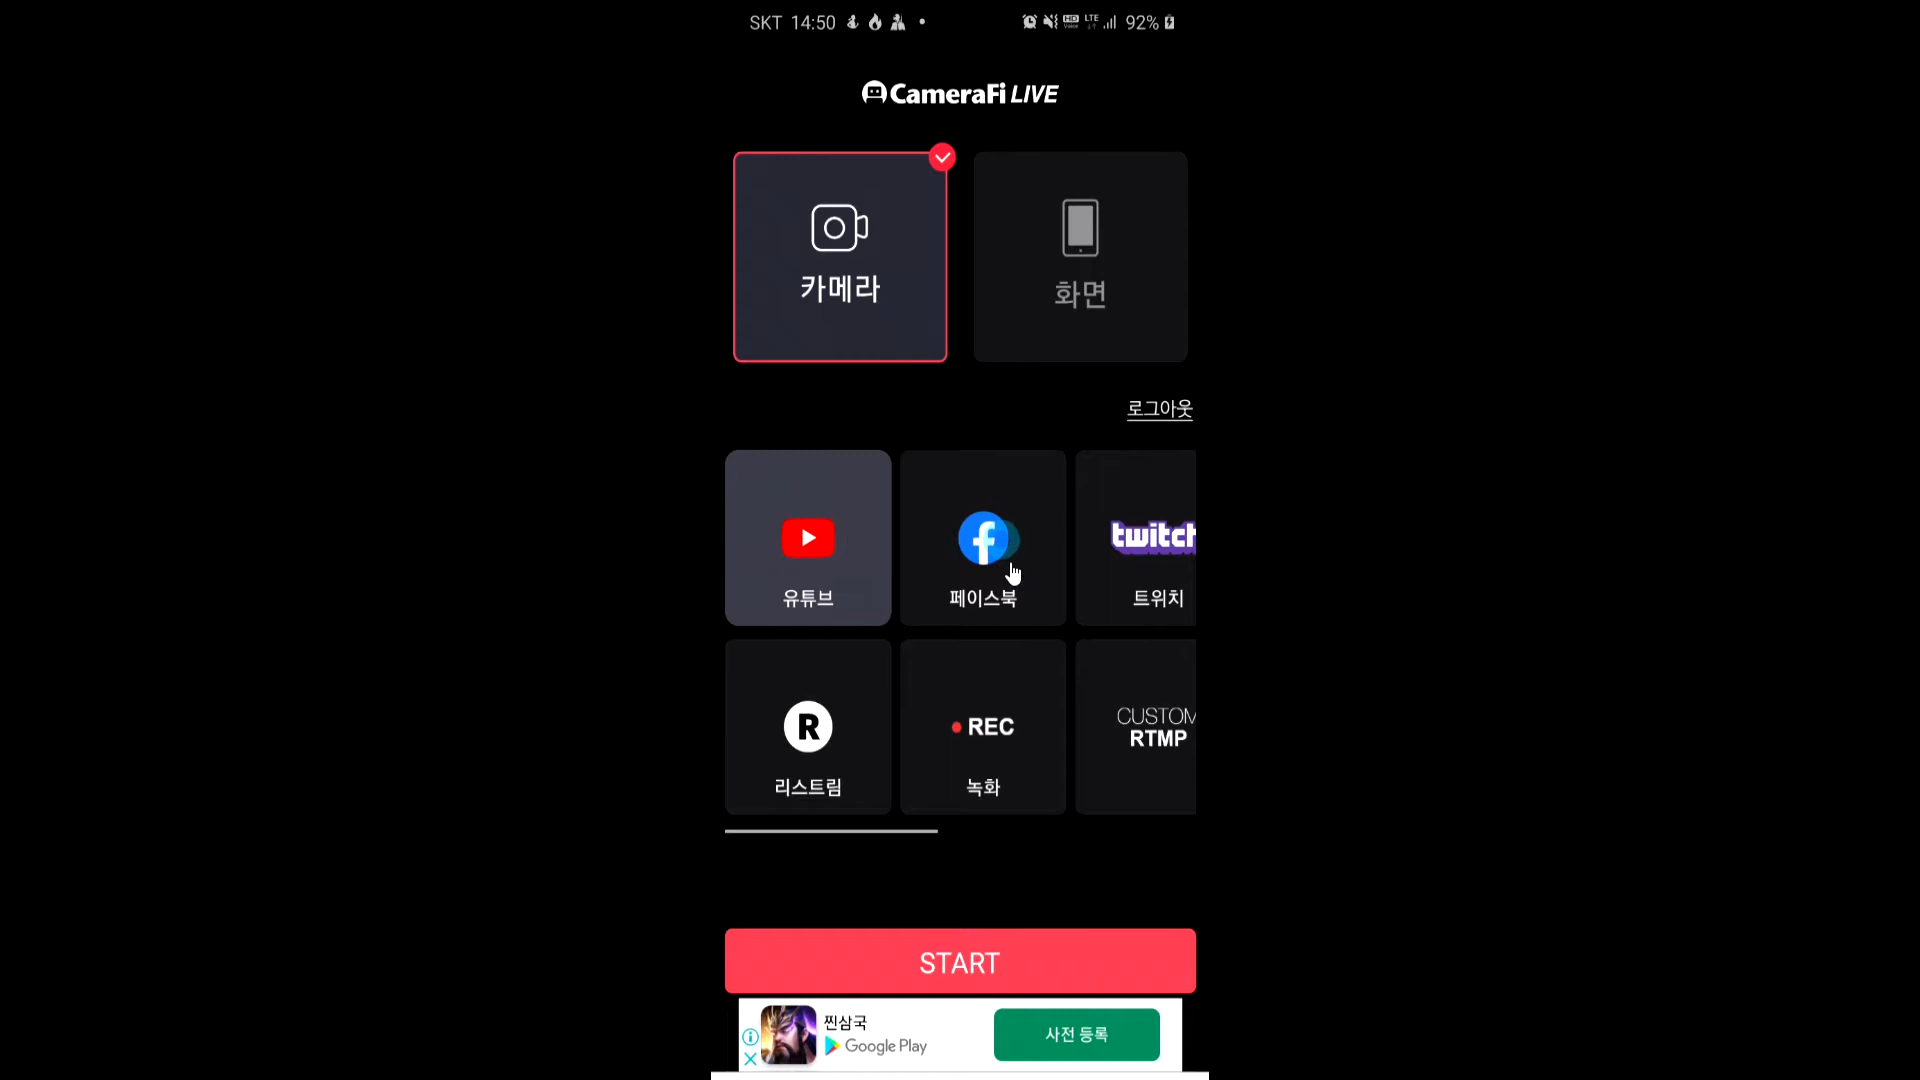 SKT 14:50 92%
CameraFi LIVE
카메라
화면
로그아웃
유튜브
페이스북
twitch
트위치
R
리스트림
REC
녹화
CUSTOM
RTMP
START
찐삼국
Google Play
사전 등록